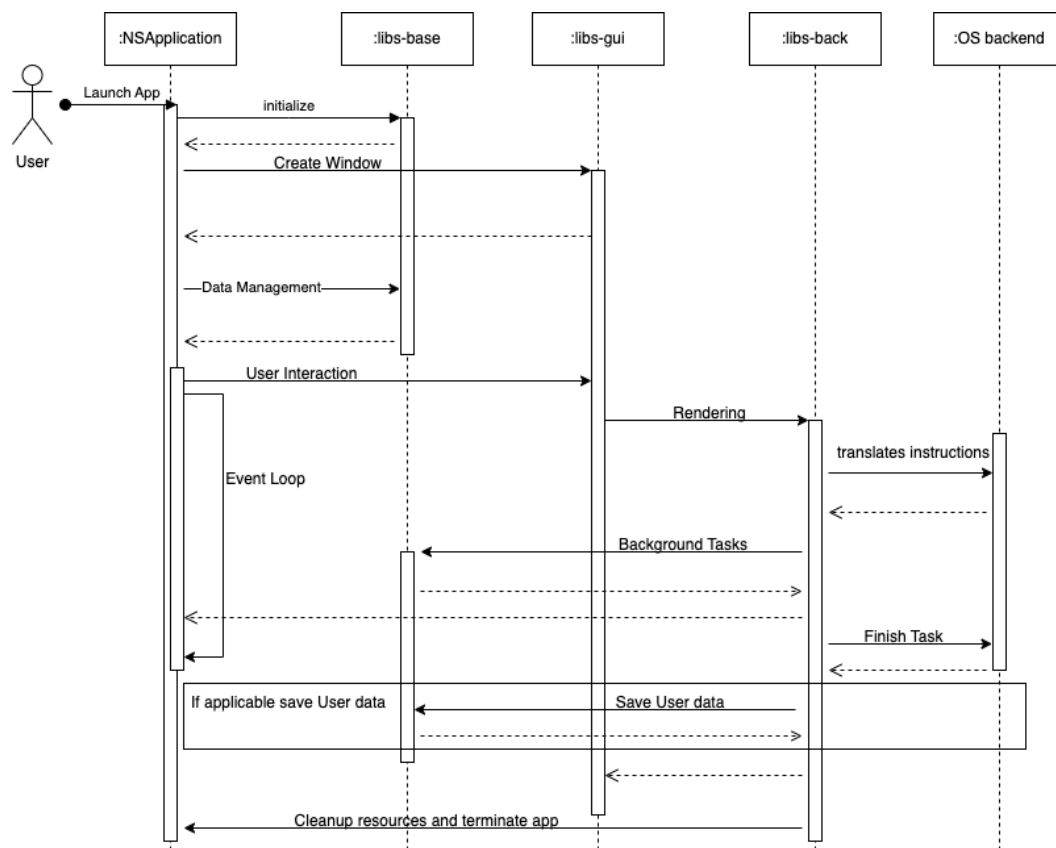 :NSApplication
:libs-base
:libs-gui
:libs-back
:OS backend
Launch App
initialize
User
Create Window
Data Management
User Interaction
Rendering
translates instructions
Event Loop
Background Tasks
Finish Task
If applicable save User data
Save User data
Cleanup resources and terminate app